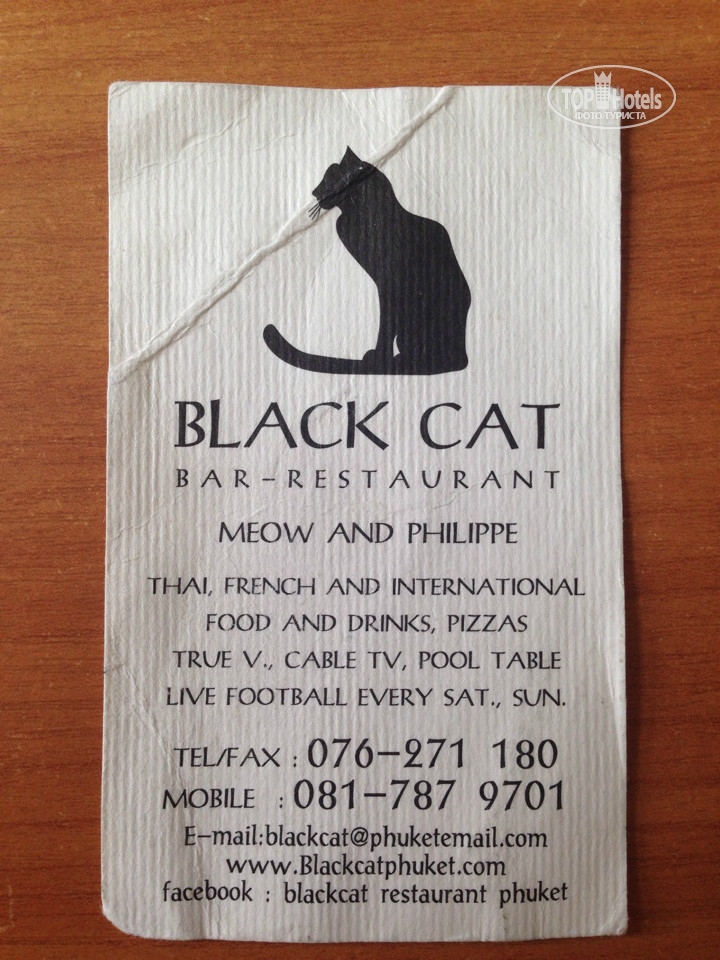 TOP Hotels
ФОТО ТУРИСТА
BLACK CAT
BAR-RESTAURANT
MEOW AND PHILIPPE
THAI, FRENCH AND INTERNATIONAL
FOOD AND DRINKS, PIZZAS
TRUE V., CABLE TV, POOL TABLE
LIVE FOOTBALL EVERY SAT., SUN.
TEL/FAX : 076-271 180
MOBILE : 081-787 9701
E-mail:blackcat@phuketemail.com
www.Blackcatphuket.com
facebook : blackcat restaurant phuket